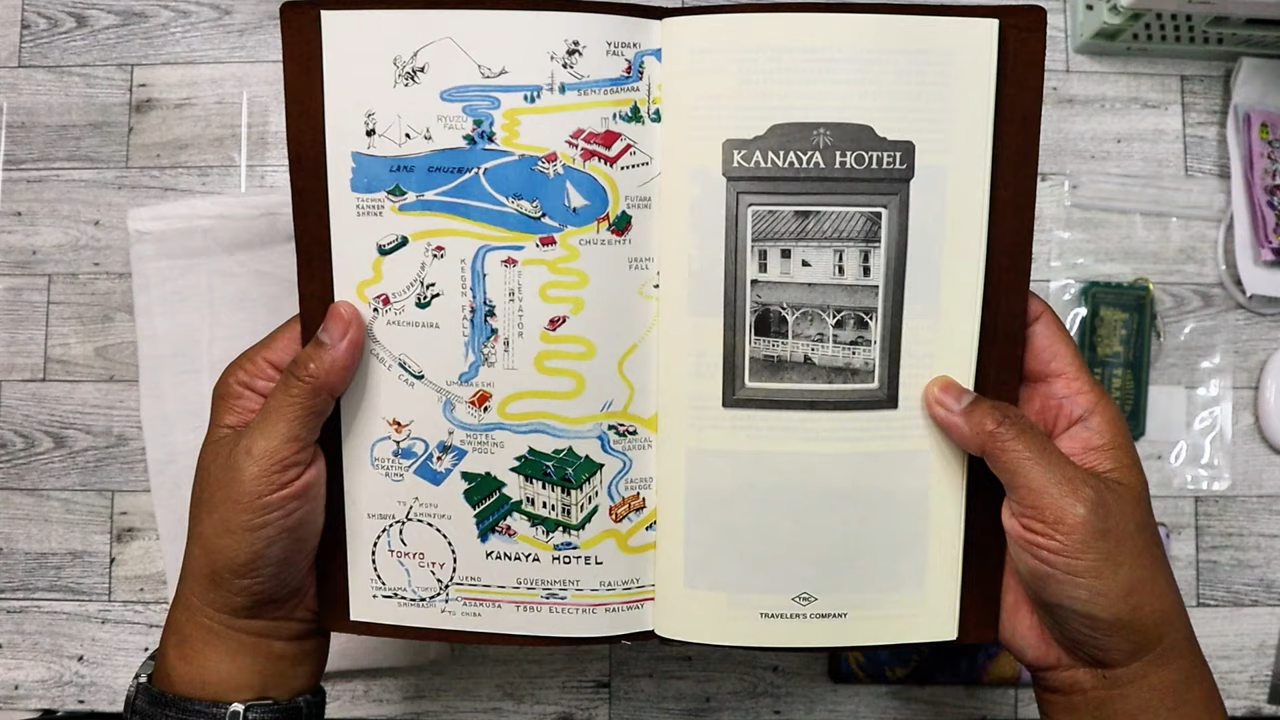 YUDAKI
FALL
SENJOGAHARA
RYUZU
FALL
LAKE CHUZENJI
TACHIKI
KANNON
SHRINE
FUTARA
SHRINE
CHUZENJI
URAMI
FALL
SUSPENSION CAR
KEGON FALL
ELEVATOR
AKECHIDAIRA
CABLE CAR
UMAGAESHI
HOTEL
SWIMMING
POOL
BOTANICAL
GARDEN
HOTEL
SKATING
RINK
SACRED
BRIDGE
TO KOFU
SHIBUYA SHINJUKU
TOKYO
CITY
KANAYA HOTEL
TO
YOKOHAMA TOKYO
UENO GOVERNMENT RAILWAY
SHIMBASHI ASAKUSA TOBU ELECTRIC RAILWAY
TO CHIBA
KANAYA HOTEL
TRC
TRAVELER'S COMPANY